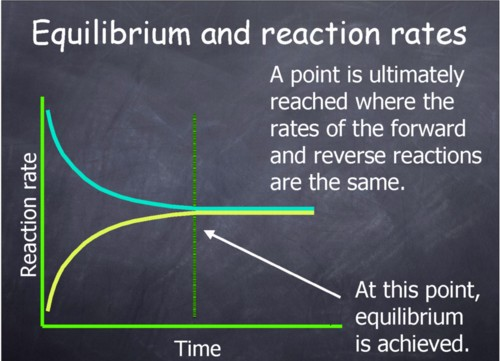 Equilibrium and reaction rates
A point is ultimately
reached where the
rates of the forward
and reverse reactions
are the same.
Reaction rate
At this point,
equilibrium
is achieved.
Time